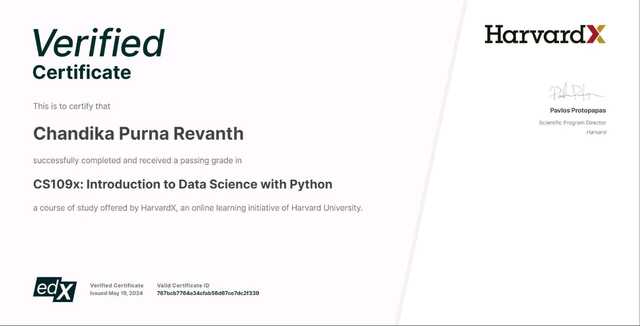 Verified
Certificate
This is to certify that
Chandika Purna Revanth
successfully completed and received a passing grade in
CS109x: Introduction to Data Science with Python
a course of study offered by HarvardX, an online learning initiative of Harvard University.
HarvardX
Pavlos Protopapas
Scientific Program Director
Harvard
edX
Verified Certificate
Issued May 19, 2024
Valid Certificate ID